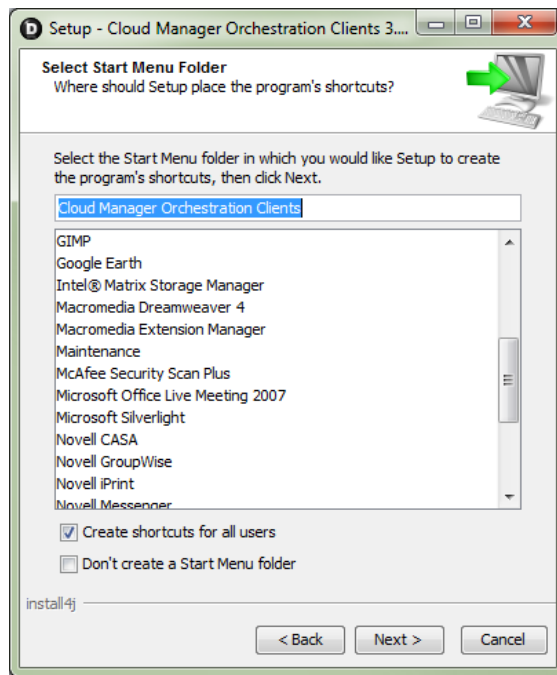 Setup - Cloud Manager Orchestration Clients 3....
Select Start Menu Folder
Where should Setup place the program's shortcuts?
Select the Start Menu folder in which you would like Setup to create
the program's shortcuts, then click Next.
Cloud Manager Orchestration Clients
GIMP
Google Earth
Intel® Matrix Storage Manager
Macromedia Dreamweaver 4
Macromedia Extension Manager
Maintenance
McAfee Security Scan Plus
Microsoft Office Live Meeting 2007
Microsoft Silverlight
Novell CASA
Novell GroupWise
Novell iPrint
Novell Messenger
Create shortcuts for all users
Don't create a Start Menu folder
install4j
< Back Next > Cancel